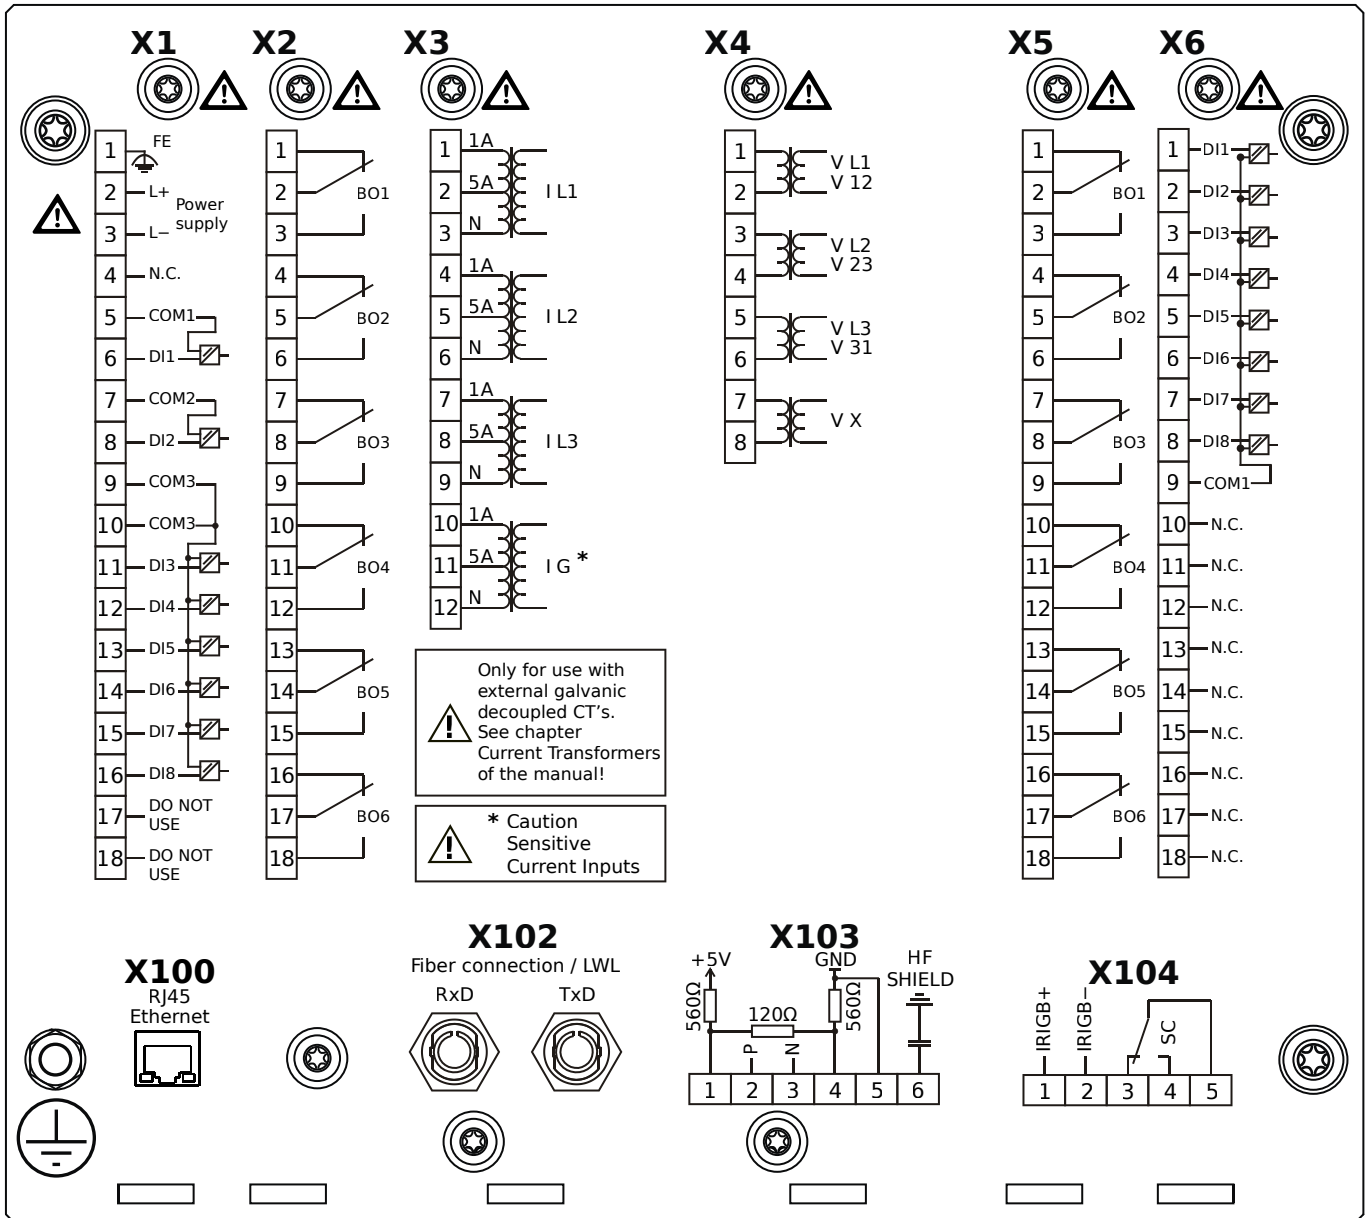 X1
X2
X3
X4
X5
X6
1 FE
2 L+
Power
supply
3 L−
4 N.C.
5 COM1
6 DI1
7 COM2
8 DI2
9 COM3
10 COM3
11 DI3
12 DI4
13 DI5
14 DI6
15 DI7
16 DI8
17 DO NOT
USE
18 DO NOT
USE
1
2 BO1
3
4
5 BO2
6
7
8 BO3
9
10
11 BO4
12
13
14 BO5
15
16
17 BO6
18
1 1A
2 5A I L1
3 N
4 1A
5 5A I L2
6 N
7 1A
8 5A I L3
9 N
10 1A
11 5A I G *
12 N
Only for use with
external galvanic
decoupled CT's.
See chapter
Current Transformers
of the manual!
* Caution
Sensitive
Current Inputs
1 V L1
2 V 12
3 V L2
4 V 23
5 V L3
6 V 31
7 V X
8
1
2 BO1
3
4
5 BO2
6
7
8 BO3
9
10
11 BO4
12
13
14 BO5
15
16
17 BO6
18
1 DI1
2 DI2
3 DI3
4 DI4
5 DI5
6 DI6
7 DI7
8 DI8
9 COM1
10 N.C.
11 N.C.
12 N.C.
13 N.C.
14 N.C.
15 N.C.
16 N.C.
17 N.C.
18 N.C.
X100
RJ45
Ethernet
X102
Fiber connection / LWL
RxD TxD
X103
+5V GND HF
SHIELD
560Ω 120Ω 560Ω
P N
1 2 3 4 5 6
X104
IRIGB+ IRIGB− SC
1 2 3 4 5